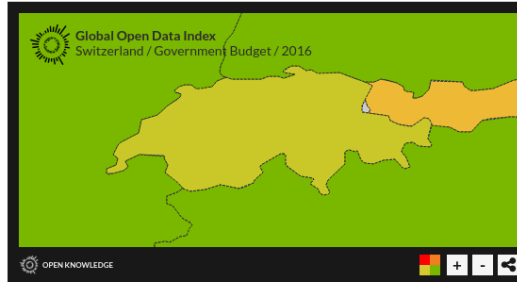 Global Open Data Index
Switzerland / Government Budget / 2016
OPEN KNOWLEDGE
+
-